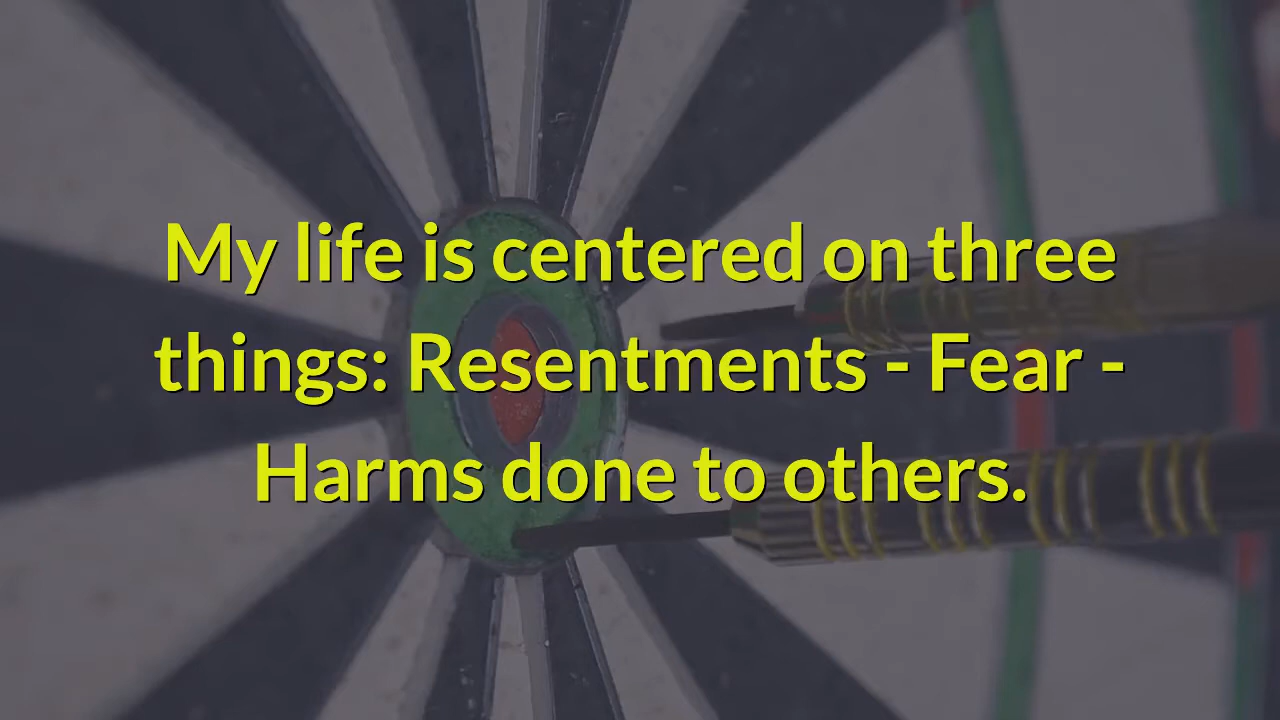 My life is centered on three
things: Resentments - Fear -
Harms done to others.